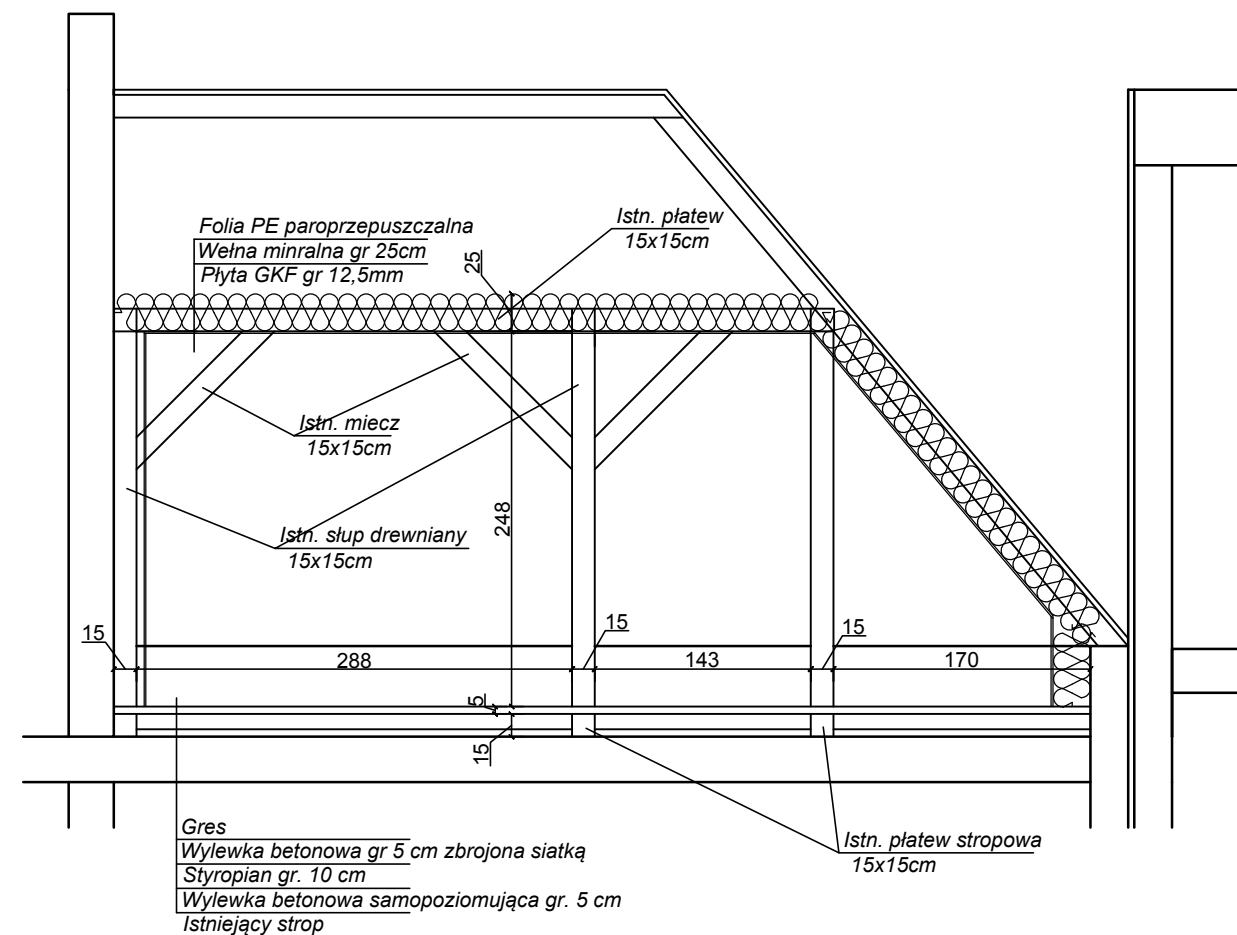 Folia PE paroprzepuszczalna
Wełna minralna gr 25cm
Płyta GKF gr 12,5mm
Istn. płatew
15x15cm
25
Istn. miecz
15x15cm
248
Istn. słup drewniany
15x15cm
15
288
15
143
15
170
5
15
Gres
Wylewka betonowa gr 5 cm zbrojona siatką
Styropian gr. 10 cm
Wylewka betonowa samopoziomująca gr. 5 cm
Istniejący strop
Istn. płatew stropowa
15x15cm